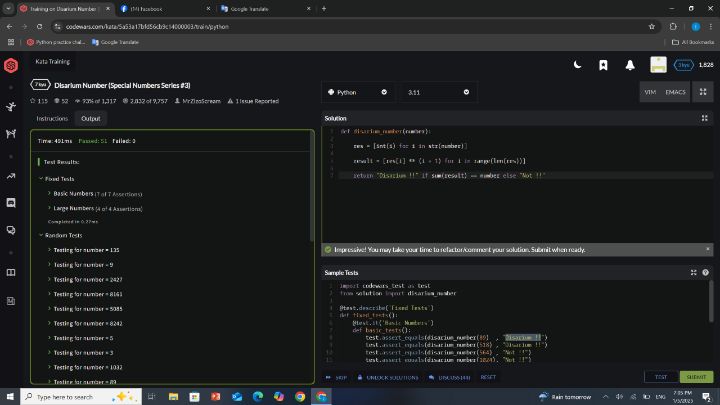 Training on Disarium Number |
(M) Facebook
Google Translate
codewars.com/kata/5a53a17bfd56cb9c14000003/train/python
Python practice chal...
Google Translate
All Bookmarks
Kata Training
3 kyu
1,828
7 kyu
Disarium Number (Special Numbers Series #3)
115
52
93% of 1,317
2,832 of 9,757
MrZizoScream
1 Issue Reported
Python
3.11
VIM
EMACS
Instructions
Output
Solution
Time: 491ms Passed: 51 Failed: 0
Test Results:
Fixed Tests
Basic Numbers (7 of 7 Assertions)
Large Numbers (4 of 4 Assertions)
Completed in 0.27ms
Random Tests
Testing for number = 135
Testing for number = 9
Testing for number = 2427
Testing for number = 8161
Testing for number = 5085
Testing for number = 8242
Testing for number = 5
Testing for number = 3
Testing for number = 1032
Testing for number = 89
def disarium_number(number):
res = [int(i) for i in str(number)]
result = [res[i] ** (i + 1) for i in range(len(res))]
return "Disarium !!" if sum(result) == number else "Not !!"
Impressive! You may take your time to refactor/comment your solution. Submit when ready.
Sample Tests
import codewars_test as test
from solution import disarium_number
@test.describe('Fixed Tests')
def fixed_tests():
@test.it('Basic Numbers')
def basic_tests():
test.assert_equals(disarium_number(89) , "Disarium !!")
test.assert_equals(disarium_number(518) , "Disarium !!")
test.assert_equals(disarium_number(564) , "Not !!")
test.assert_equals(disarium_number(1024), "Not !!")
SKIP
UNLOCK SOLUTIONS
DISCUSS (44)
RESET
TEST
SUBMIT
Type here to search
Rain tomorrow
ENG
7:05 PM
1/5/2025